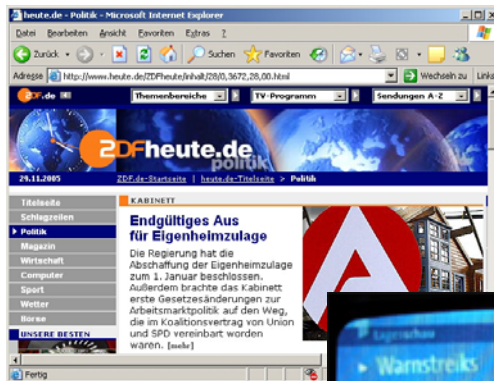 heute.de - Politik - Microsoft Internet Explorer
Datei Bearbeiten Ansicht Favoriten Extras ?
Zurück Suchen Favoriten
Adresse http://www.heute.de/ZDFheute/inhalt/28/0,3672,28,00.html Wechseln zu Links
ZDF.de Themenbereiche TV-Programm Sendungen A-Z
ZDFheute.de
politik
29.11.2005 ZDF.de-Startseite | heute.de-Titelseite > Politik
Titelseite
Schlagzeilen
Politik
Magazin
Wirtschaft
Computer
Sport
Wetter
Börse
UNSERE BESTEN
KABINETT
Endgültiges Aus
für Eigenheimzulage
Die Regierung hat die
Abschaffung der Eigenheimzulage
zum 1. Januar beschlossen.
Außerdem brachte das Kabinett
erste Gesetzesänderungen zur
Arbeitsmarktpolitik auf den Weg,
die im Koalitionsvertrag von Union
und SPD vereinbart worden
waren. [mehr]
Tagesschau
Warnstreiks
Fertig